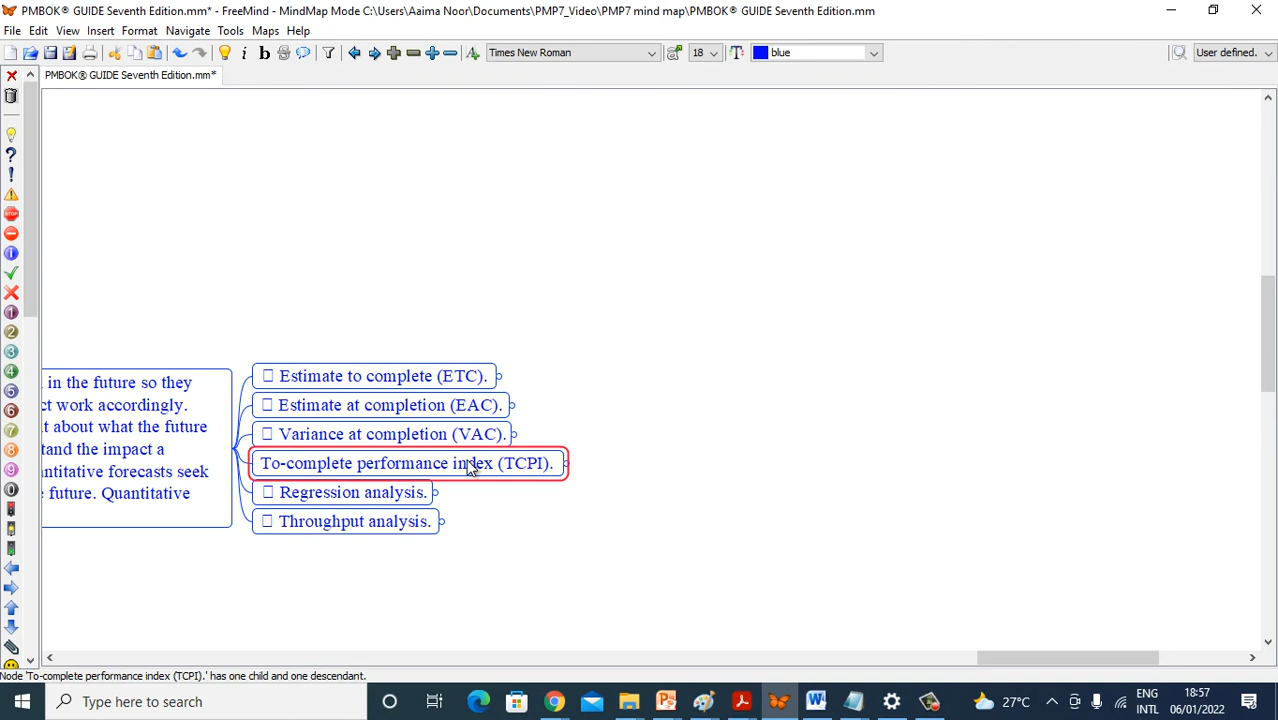 PMBOK® GUIDE Seventh Edition.mm* - FreeMind - MindMap Mode C:\Users\Aaima Noor\Documents\PMP7_Video\PMP7 mind map\PMBOK® GUIDE Seventh Edition.mm
File Edit View Insert Format Navigate Tools Maps Help
Times New Roman 18 blue User defined.
PMBOK® GUIDE Seventh Edition.mm*
in the future so they
ct work accordingly.
t about what the future
stand the impact a
antitative forecasts seek
e future. Quantitative
Estimate to complete (ETC).
Estimate at completion (EAC).
Variance at completion (VAC).
To-complete performance index (TCPI).
Regression analysis.
Throughput analysis.
Node 'To-complete performance index (TCPI).' has one child and one descendant.
Type here to search
27°C
ENG
INTL
18:57
06/01/2022